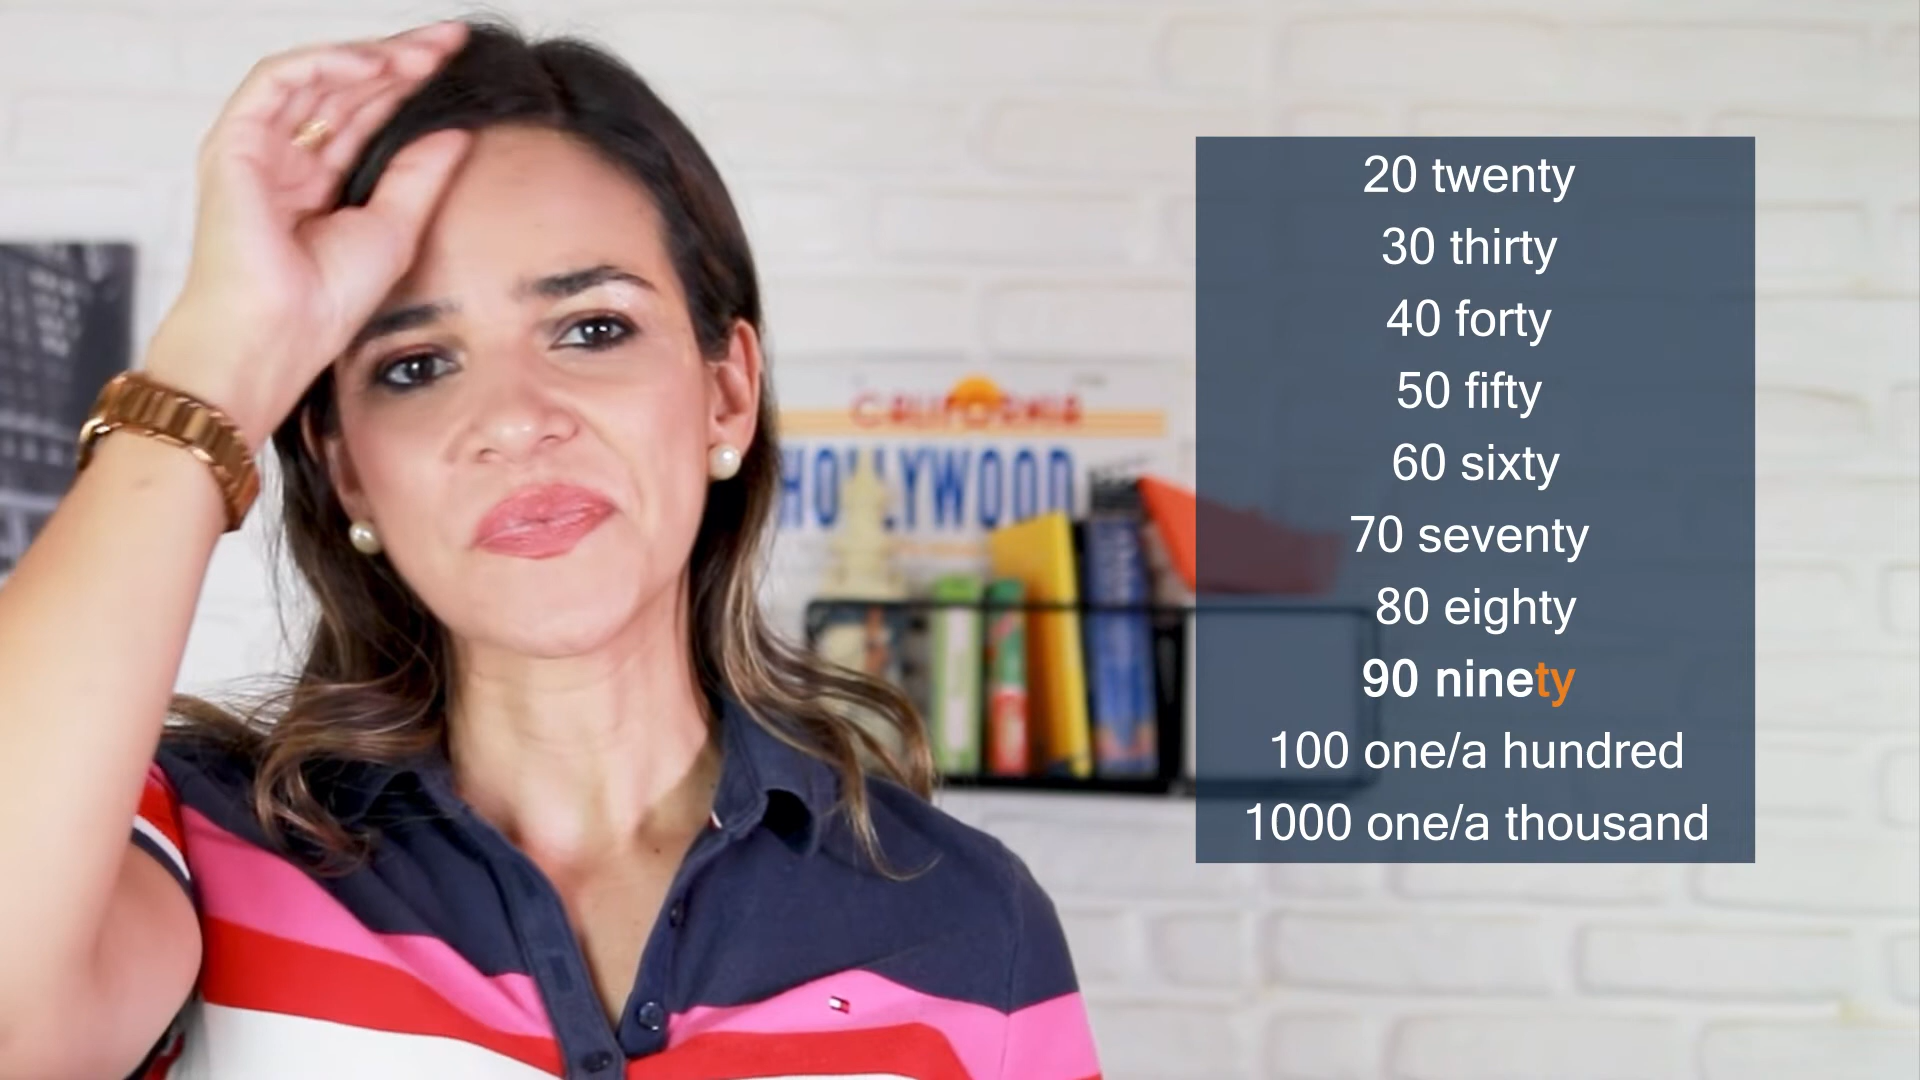 CALIFORNIA
HOLLYWOOD
20 twenty
30 thirty
40 forty
50 fifty
60 sixty
70 seventy
80 eighty
90 ninety
100 one/a hundred
1000 one/a thousand